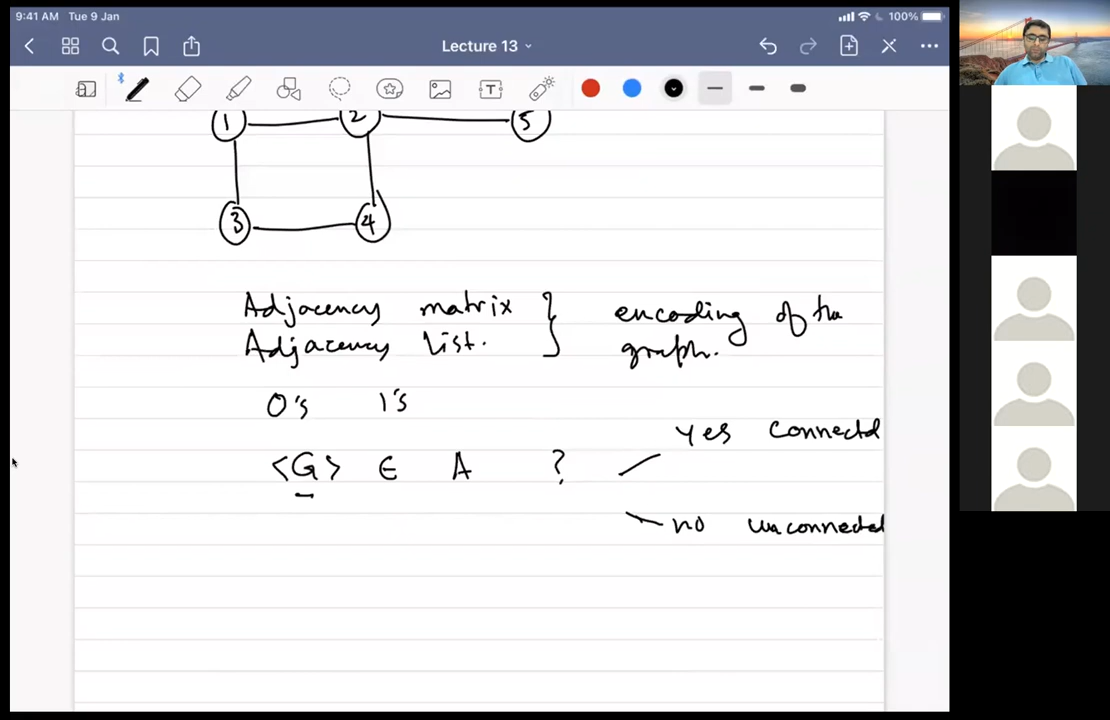 9:41 AM Tue 9 Jan
100%
Lecture 13
T
1 2 5
3 4
Adjacency matrix
Adjacency list.
encoding of the
graph.
0's 1's
<G> ∈ A ?
yes connected
no unconnected